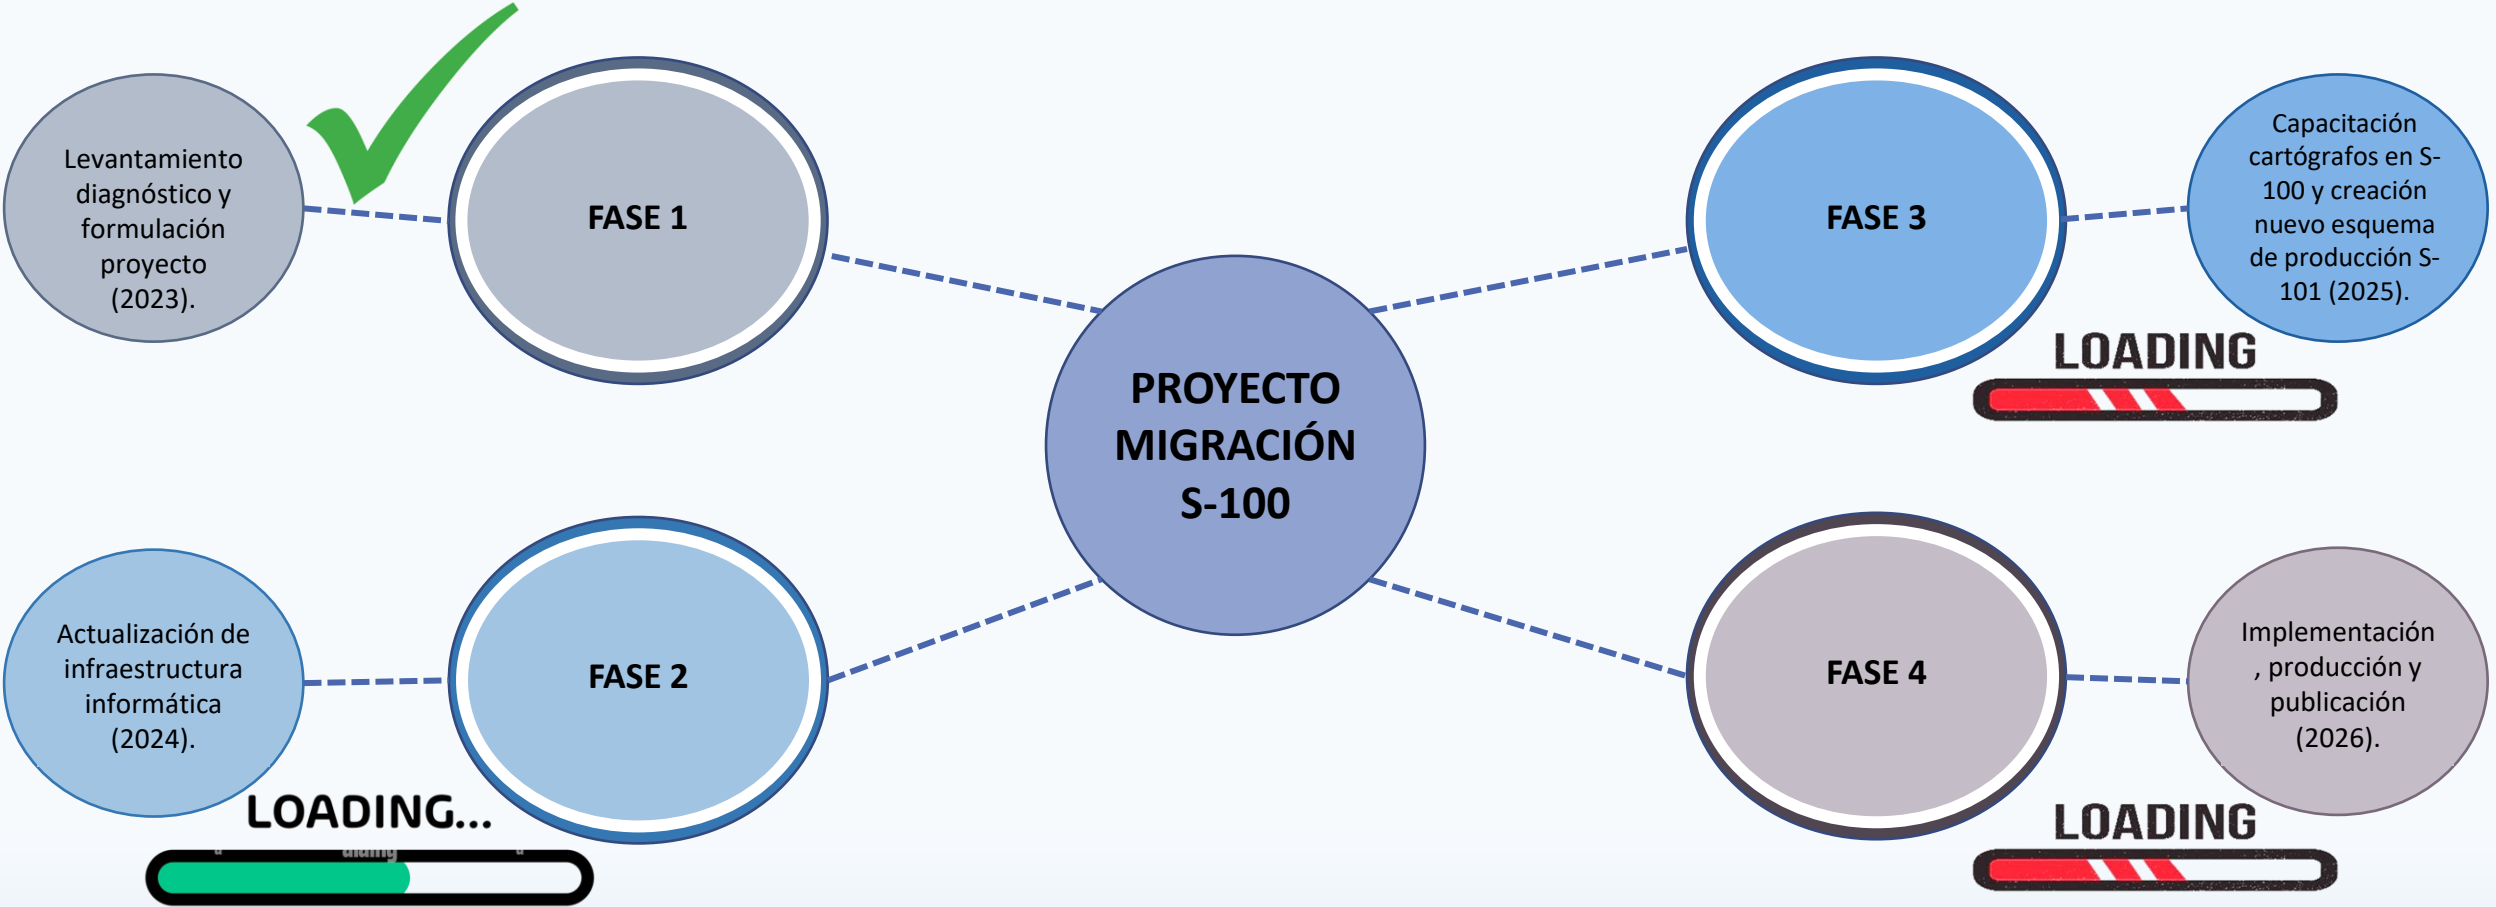 Levantamiento
diagnóstico y
formulación
proyecto
(2023).
FASE 1
Actualización de
infraestructura
informática
(2024).
LOADING...
FASE 2
PROYECTO
MIGRACIÓN
S-100
FASE 3
Capacitación
cartógrafos en S-
100 y creación
nuevo esquema
de producción S-
101 (2025).
LOADING
FASE 4
Implementación
, producción y
publicación
(2026).
LOADING